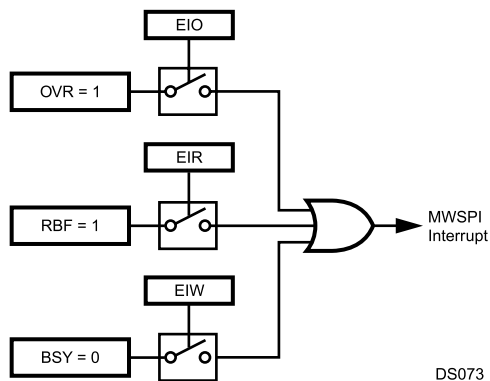 EIO
OVR = 1
EIR
RBF = 1
MWSPI
Interrupt
EIW
BSY = 0
DS073